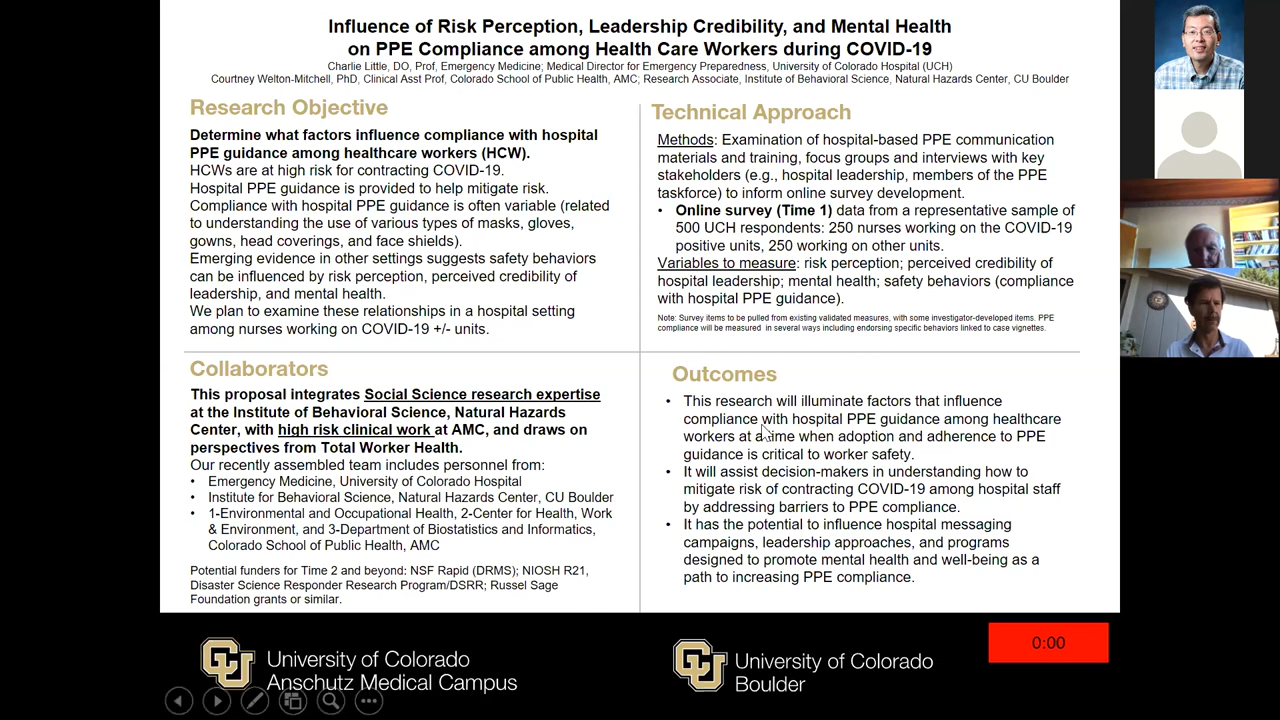 Influence of Risk Perception, Leadership Credibility, and Mental Health
on PPE Compliance among Health Care Workers during COVID-19
Charlie Little, DO, Prof, Emergency Medicine; Medical Director for Emergency Preparedness, University of Colorado Hospital (UCH)
Courtney Welton-Mitchell, PhD, Clinical Asst Prof, Colorado School of Public Health, AMC; Research Associate, Institute of Behavioral Science, Natural Hazards Center, CU Boulder
Research Objective
Determine what factors influence compliance with hospital
PPE guidance among healthcare workers (HCW).
HCWs are at high risk for contracting COVID-19.
Hospital PPE guidance is provided to help mitigate risk.
Compliance with hospital PPE guidance is often variable (related
to understanding the use of various types of masks, gloves,
gowns, head coverings, and face shields).
Emerging evidence in other settings suggests safety behaviors
can be influenced by risk perception, perceived credibility of
leadership, and mental health.
We plan to examine these relationships in a hospital setting
among nurses working on COVID-19 +/- units.
Technical Approach
Methods: Examination of hospital-based PPE communication
materials and training, focus groups and interviews with key
stakeholders (e.g., hospital leadership, members of the PPE
taskforce) to inform online survey development.
• Online survey (Time 1) data from a representative sample of
500 UCH respondents: 250 nurses working on the COVID-19
positive units, 250 working on other units.
Variables to measure: risk perception; perceived credibility of
hospital leadership; mental health; safety behaviors (compliance
with hospital PPE guidance).
Note: Survey items to be pulled from existing validated measures, with some investigator-developed items. PPE
compliance will be measured in several ways including endorsing specific behaviors linked to case vignettes.
Collaborators
This proposal integrates Social Science research expertise
at the Institute of Behavioral Science, Natural Hazards
Center, with high risk clinical work at AMC, and draws on
perspectives from Total Worker Health.
Our recently assembled team includes personnel from:
• Emergency Medicine, University of Colorado Hospital
• Institute for Behavioral Science, Natural Hazards Center, CU Boulder
• 1-Environmental and Occupational Health, 2-Center for Health, Work
& Environment, and 3-Department of Biostatistics and Informatics,
Colorado School of Public Health, AMC
Potential funders for Time 2 and beyond: NSF Rapid (DRMS); NIOSH R21,
Disaster Science Responder Research Program/DSRR; Russel Sage
Foundation grants or similar.
Outcomes
• This research will illuminate factors that influence
compliance with hospital PPE guidance among healthcare
workers at a time when adoption and adherence to PPE
guidance is critical to worker safety.
• It will assist decision-makers in understanding how to
mitigate risk of contracting COVID-19 among hospital staff
by addressing barriers to PPE compliance.
• It has the potential to influence hospital messaging
campaigns, leadership approaches, and programs
designed to promote mental health and well-being as a
path to increasing PPE compliance.
CU
University of Colorado
Anschutz Medical Campus
CU
University of Colorado
Boulder
0:00